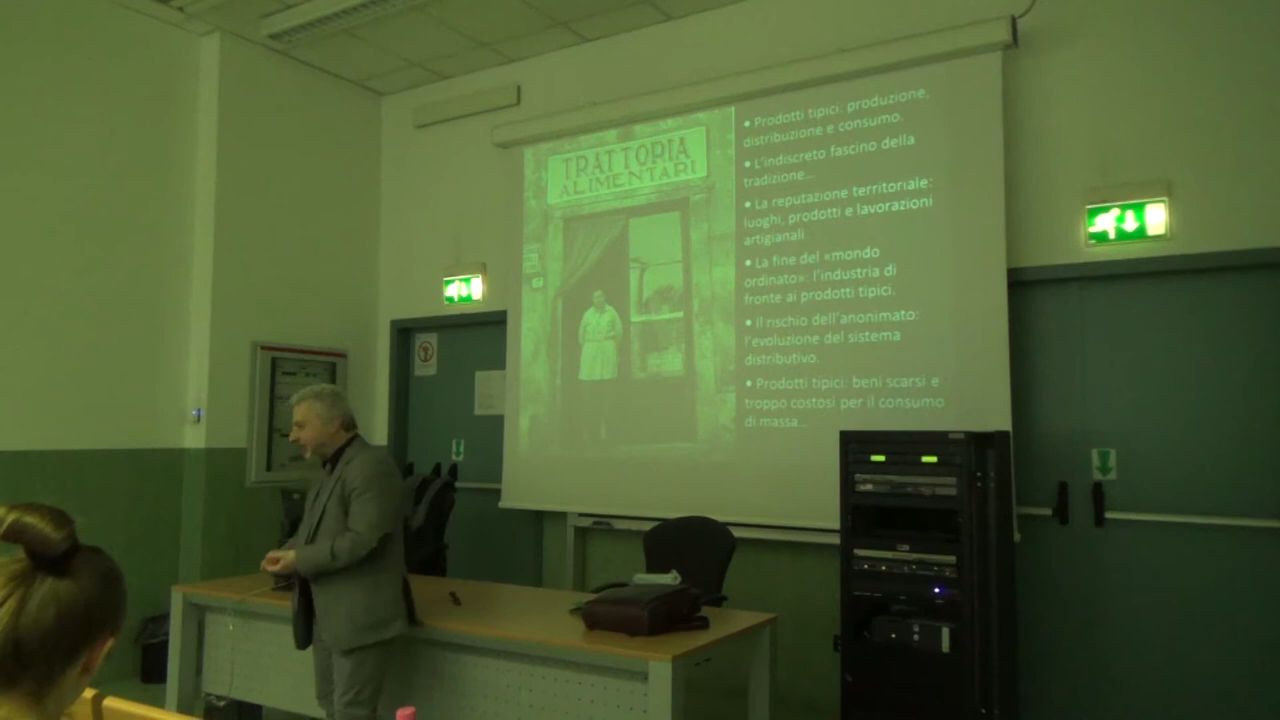 TRATTORIA
ALIMENTARI
• Prodotti tipici: produzione,
distribuzione e consumo.
• L'indiscreto fascino della
tradizione...
• La reputazione territoriale:
luoghi, prodotti e lavorazioni
artigianali.
• La fine del «mondo
ordinato»: l'industria di
fronte ai prodotti tipici.
• Il rischio dell'anonimato:
l'evoluzione del sistema
distributivo.
• Prodotti tipici: beni scarsi e
troppo costosi per il consumo
di massa...